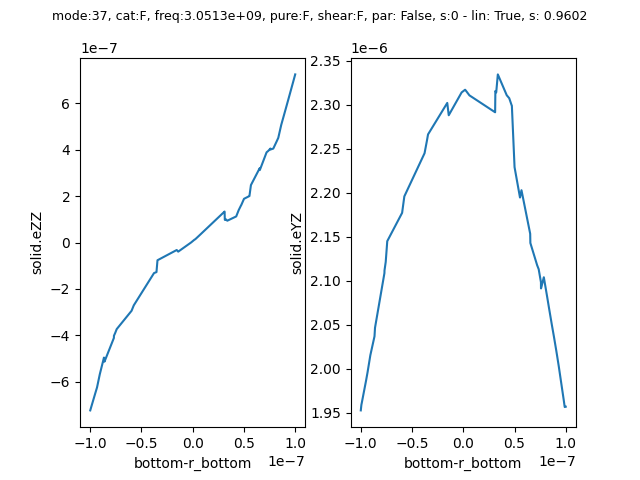 mode:37, cat:F, freq:3.0513e+09, pure:F, shear:F, par: False, s:0 - lin: True, s: 0.9602
1e−7
6
4
2
0
−2
−4
−6
solid.eZZ
−1.0
−0.5
0.0
0.5
1.0
bottom-r_bottom
1e−7
1e−6
2.35
2.30
2.25
2.20
2.15
2.10
2.05
2.00
1.95
solid.eYZ
−1.0
−0.5
0.0
0.5
1.0
bottom-r_bottom
1e−7